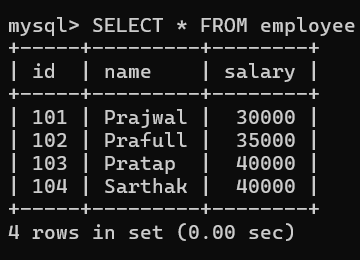 mysql> SELECT * FROM employee
+-----+---------+--------+
| id  | name    | salary |
+-----+---------+--------+
| 101 | Prajwal |  30000 |
| 102 | Prafull |  35000 |
| 103 | Pratap  |  40000 |
| 104 | Sarthak |  40000 |
+-----+---------+--------+
4 rows in set (0.00 sec)